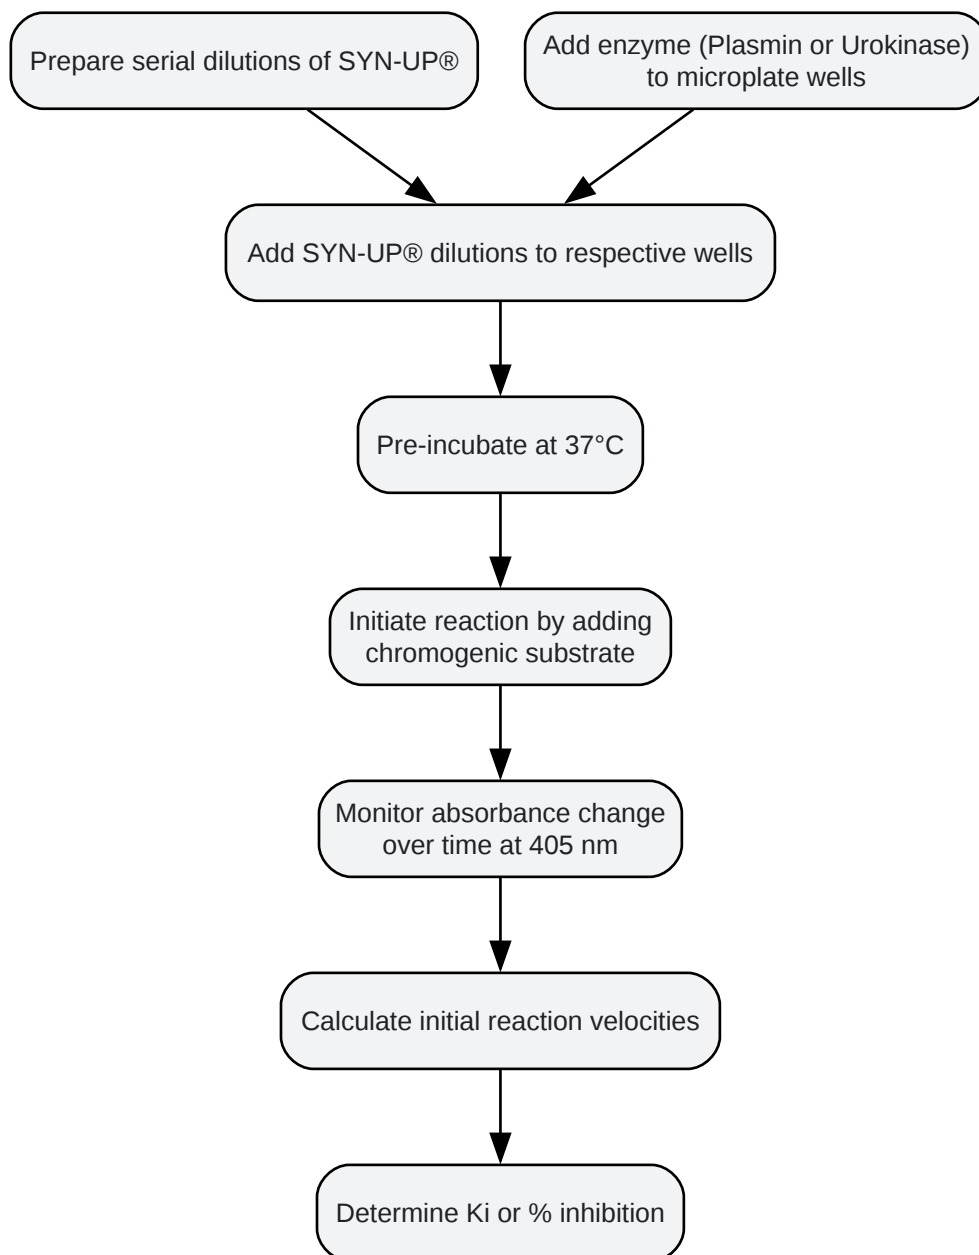 Prepare serial dilutions of SYN-UP®
Add enzyme (Plasmin or Urokinase)
to microplate wells
Add SYN-UP® dilutions to respective wells
Pre-incubate at 37°C
Initiate reaction by adding
chromogenic substrate
Monitor absorbance change
over time at 405 nm
Calculate initial reaction velocities
Determine Ki or % inhibition